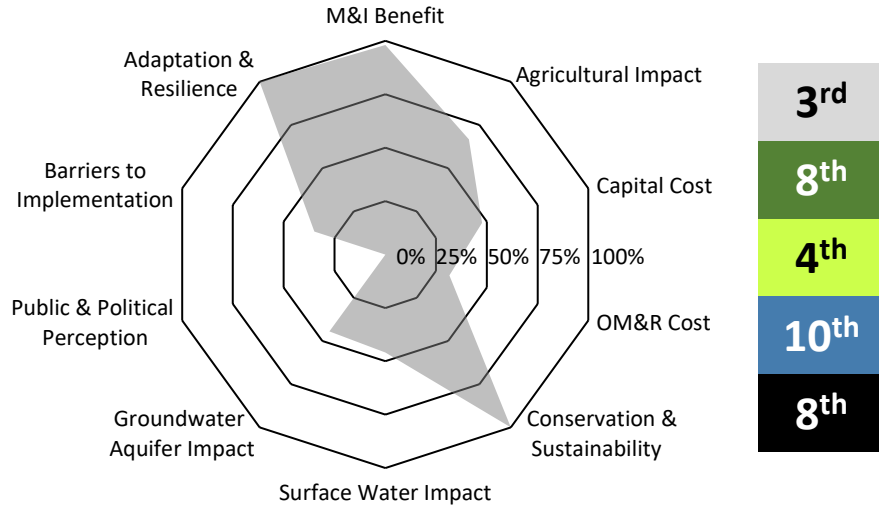 M&I Benefit
Adaptation &
Resilience
Agricultural Impact
Barriers to
Implementation
Capital Cost
0% 25% 50% 75% 100%
Public & Political
Perception
OM&R Cost
Groundwater
Aquifer Impact
Conservation &
Sustainability
Surface Water Impact
3rd
8th
4th
10th
8th